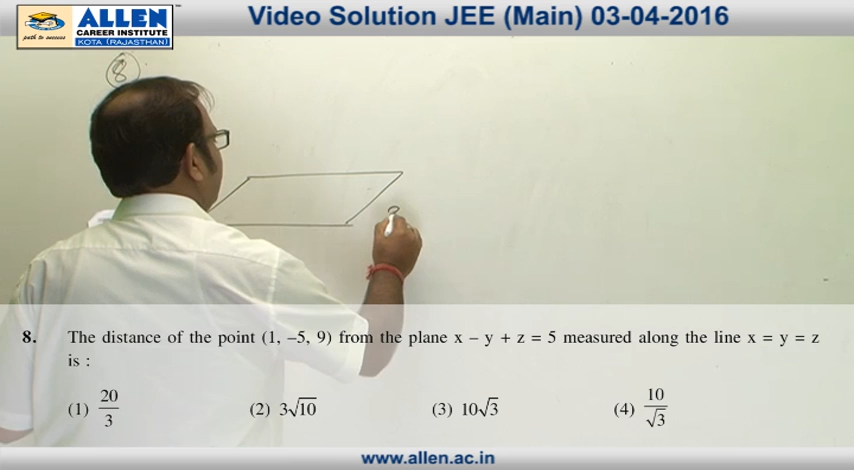 Video Solution JEE (Main) 03-04-2016
path to success
ALLEN
CAREER INSTITUTE
KOTA (RAJASTHAN)
8
8. The distance of the point (1, –5, 9) from the plane x – y + z = 5 measured along the line x = y = z
is :
(1) 20/3 (2) 3√10 (3) 10√3 (4) 10/√3
www.allen.ac.in